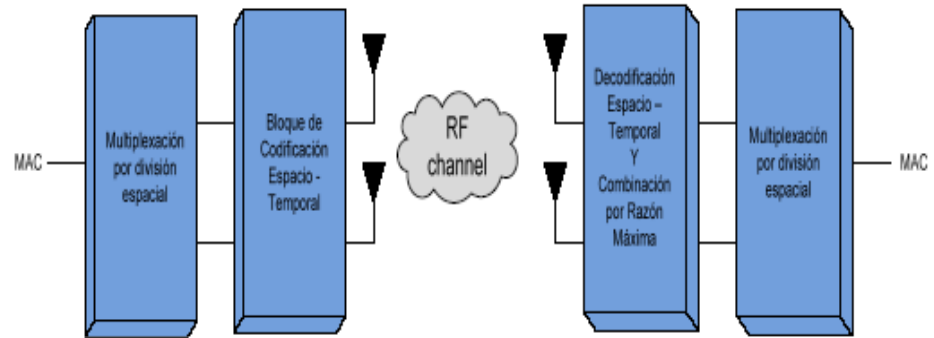 MAC
Multiplexación
por división
espacial
Bloque de
Codificación
Espacio -
Temporal
RF
channel
Decodificación
Espacio –
Temporal
Y
Combinación
por Razón
Máxima
Multiplexación
por división
espacial
MAC